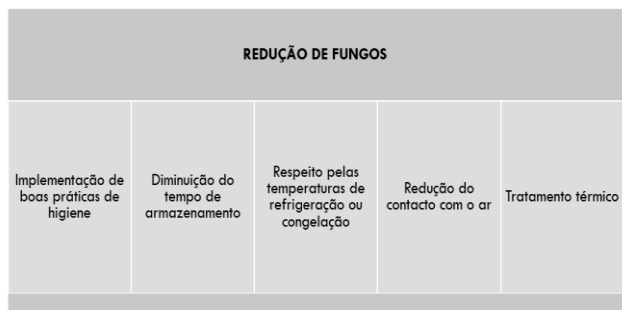 REDUÇÃO DE FUNGOS
Implementação de
boas práticas de
higiene
Diminuição do
tempo de
armazenamento
Respeito pelas
temperaturas de
refrigeração ou
congelação
Redução do
contacto com o ar
Tratamento térmico